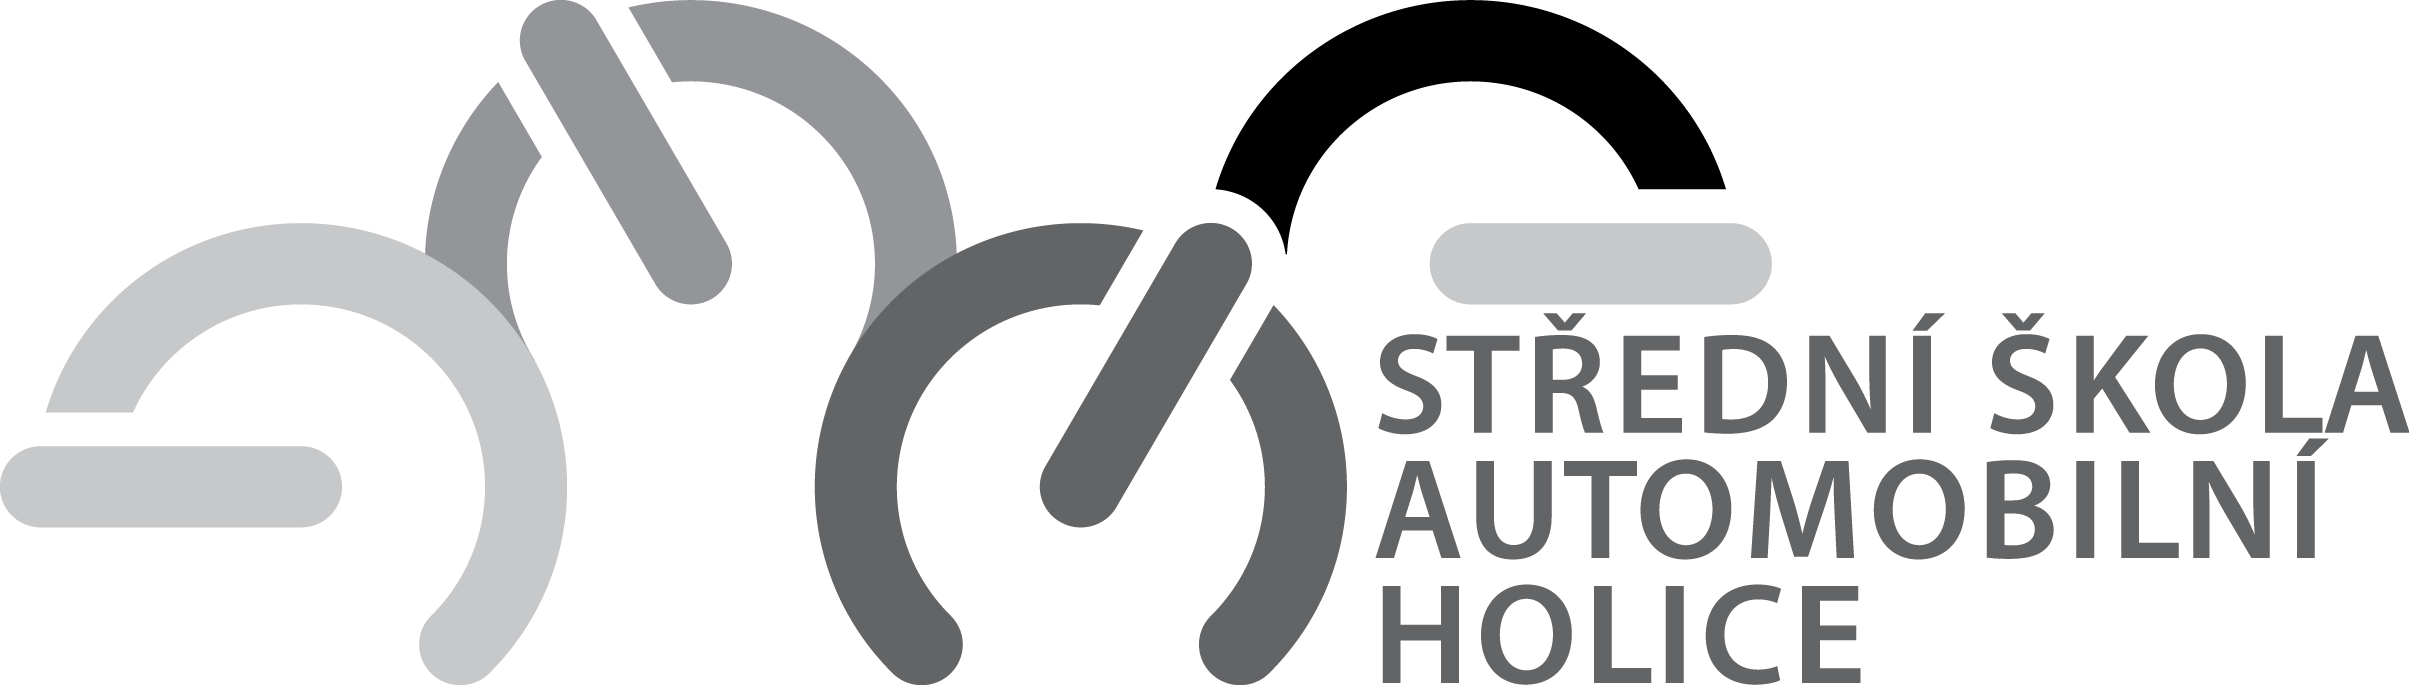 STŘEDNÍ ŠKOLA
AUTOMOBILNÍ
HOLICE